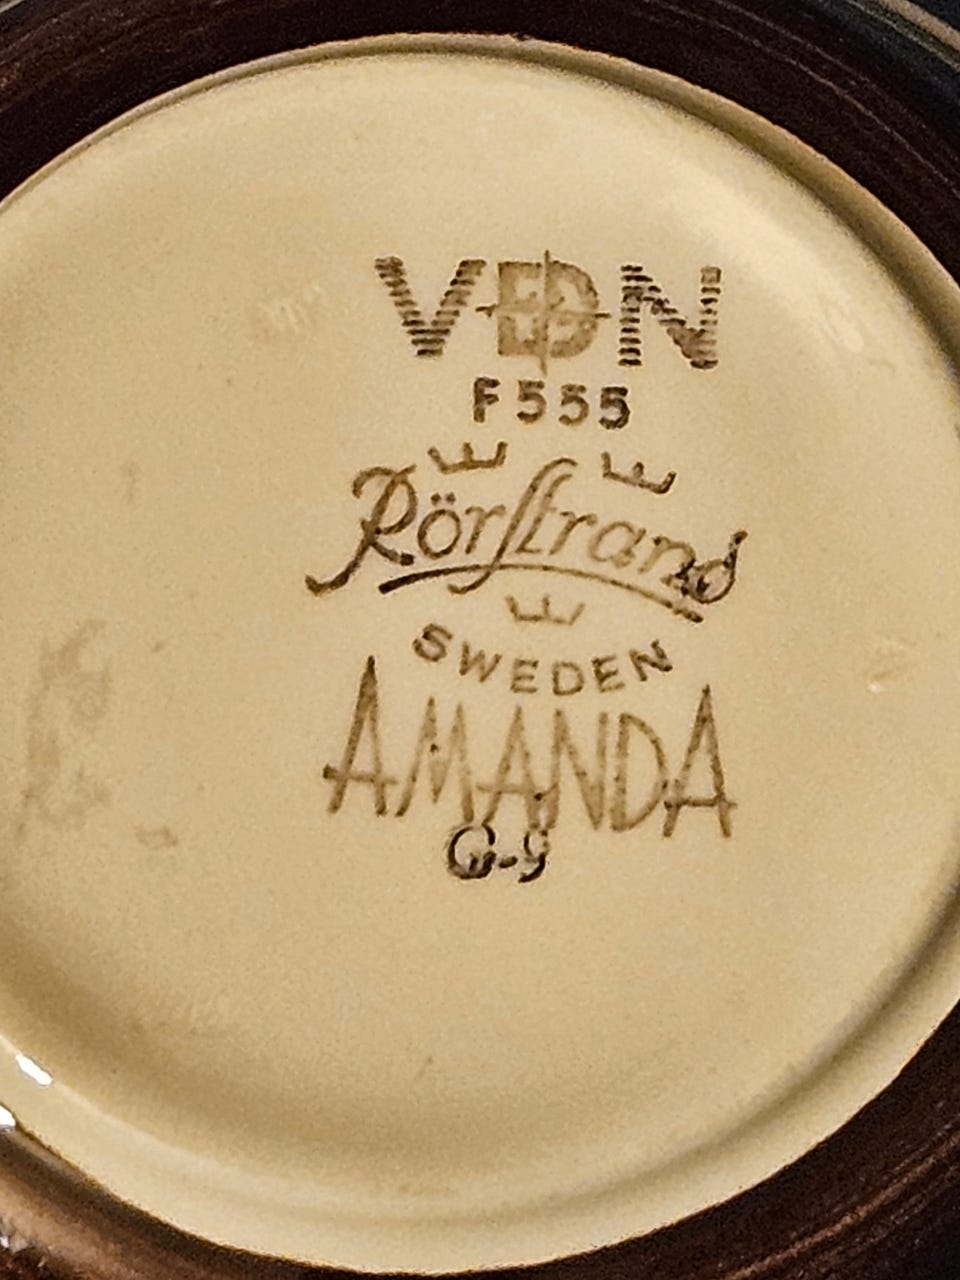 VDN
F555
Rörstrand
SWEDEN
AMANDA
G-9